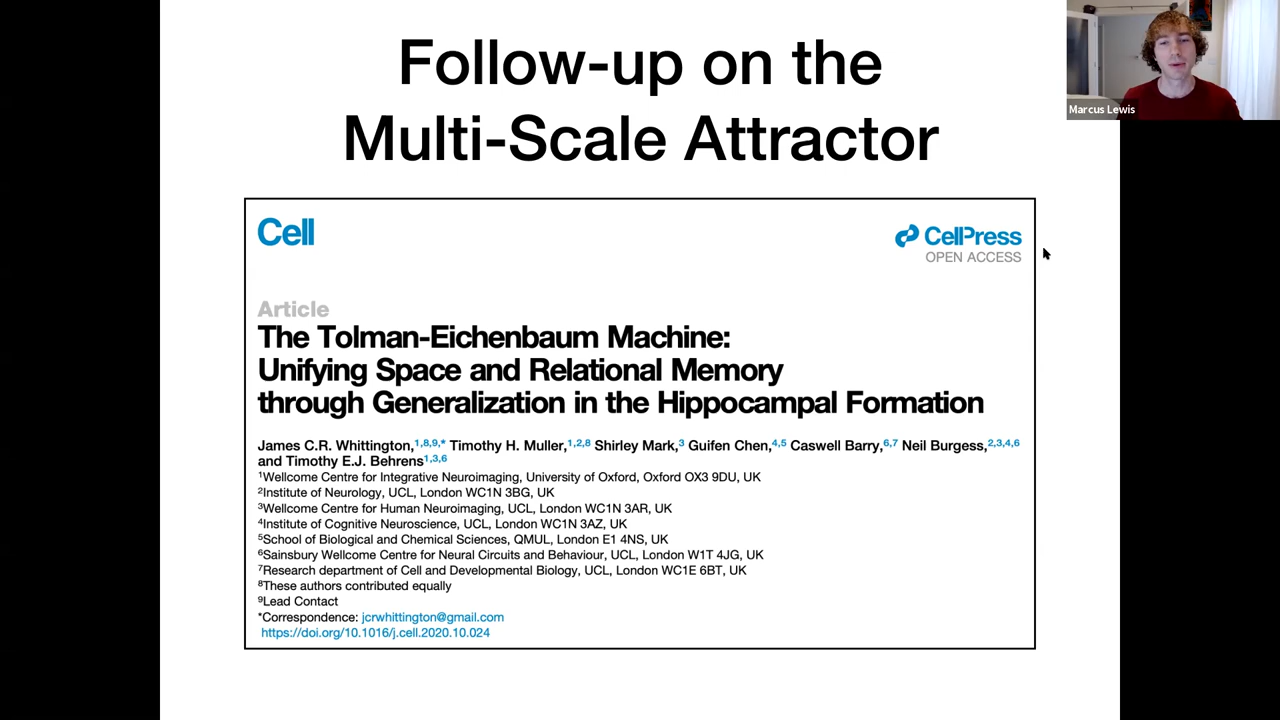 Follow-up on the
Multi-Scale Attractor
Marcus Lewis
Cell
CellPress
OPEN ACCESS
Article
The Tolman-Eichenbaum Machine:
Unifying Space and Relational Memory
through Generalization in the Hippocampal Formation
James C.R. Whittington,1,8,9,* Timothy H. Muller,1,2,8 Shirley Mark,3 Guifen Chen,4,5 Caswell Barry,6,7 Neil Burgess,2,3,4,6
and Timothy E.J. Behrens1,3,6
1Wellcome Centre for Integrative Neuroimaging, University of Oxford, Oxford OX3 9DU, UK
2Institute of Neurology, UCL, London WC1N 3BG, UK
3Wellcome Centre for Human Neuroimaging, UCL, London WC1N 3AR, UK
4Institute of Cognitive Neuroscience, UCL, London WC1N 3AZ, UK
5School of Biological and Chemical Sciences, QMUL, London E1 4NS, UK
6Sainsbury Wellcome Centre for Neural Circuits and Behaviour, UCL, London W1T 4JG, UK
7Research department of Cell and Developmental Biology, UCL, London WC1E 6BT, UK
8These authors contributed equally
9Lead Contact
*Correspondence: jcrwhittington@gmail.com
https://doi.org/10.1016/j.cell.2020.10.024